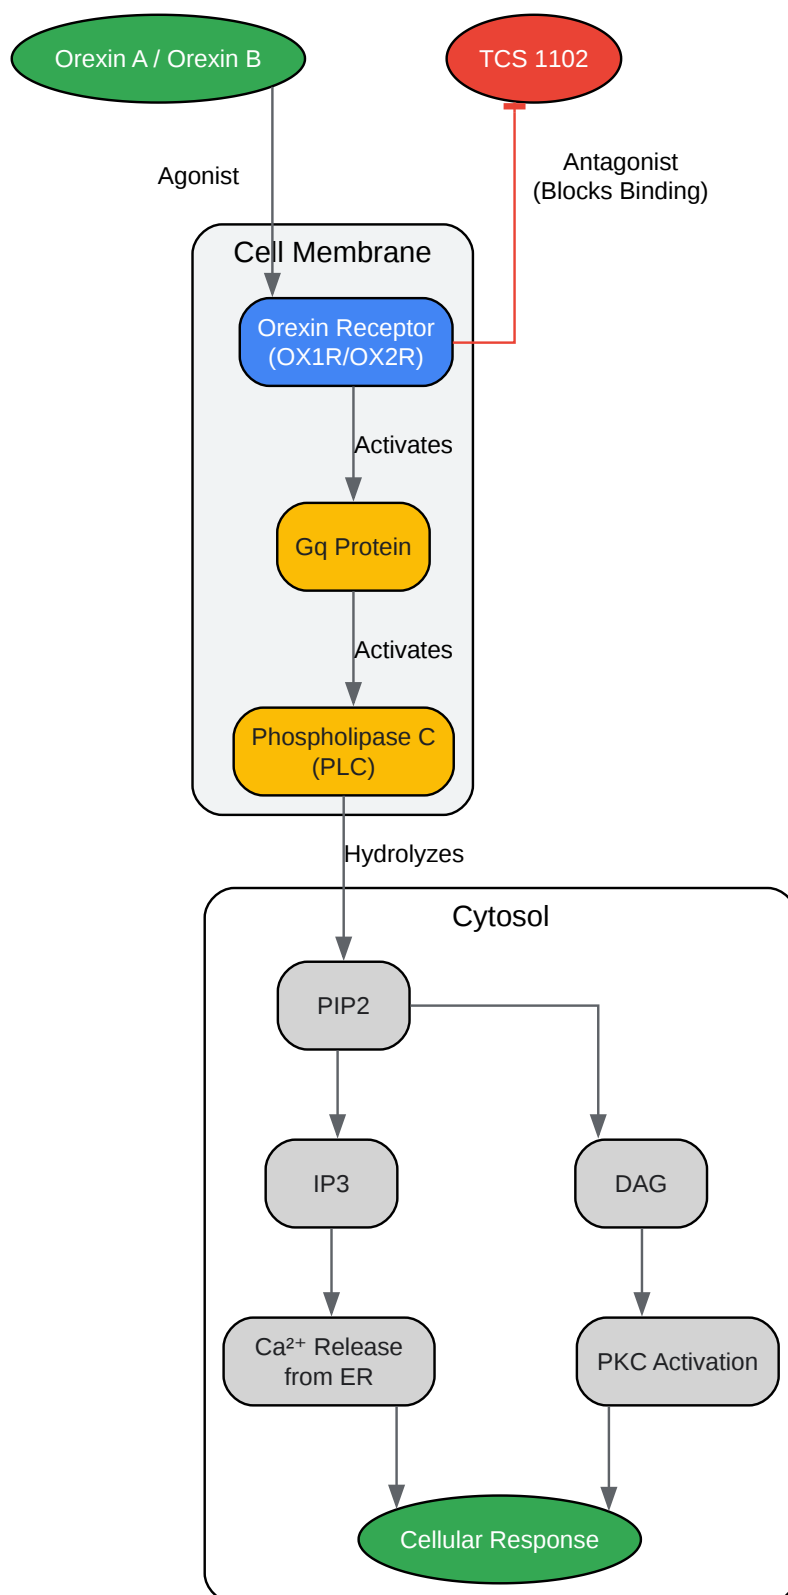 Orexin A / Orexin B
TCS 1102
Agonist
Antagonist
(Blocks Binding)
Cell Membrane
Orexin Receptor
(OX1R/OX2R)
Activates
Gq Protein
Activates
Phospholipase C
(PLC)
Hydrolyzes
Cytosol
PIP2
IP3
DAG
Ca²⁺ Release
from ER
PKC Activation
Cellular Response